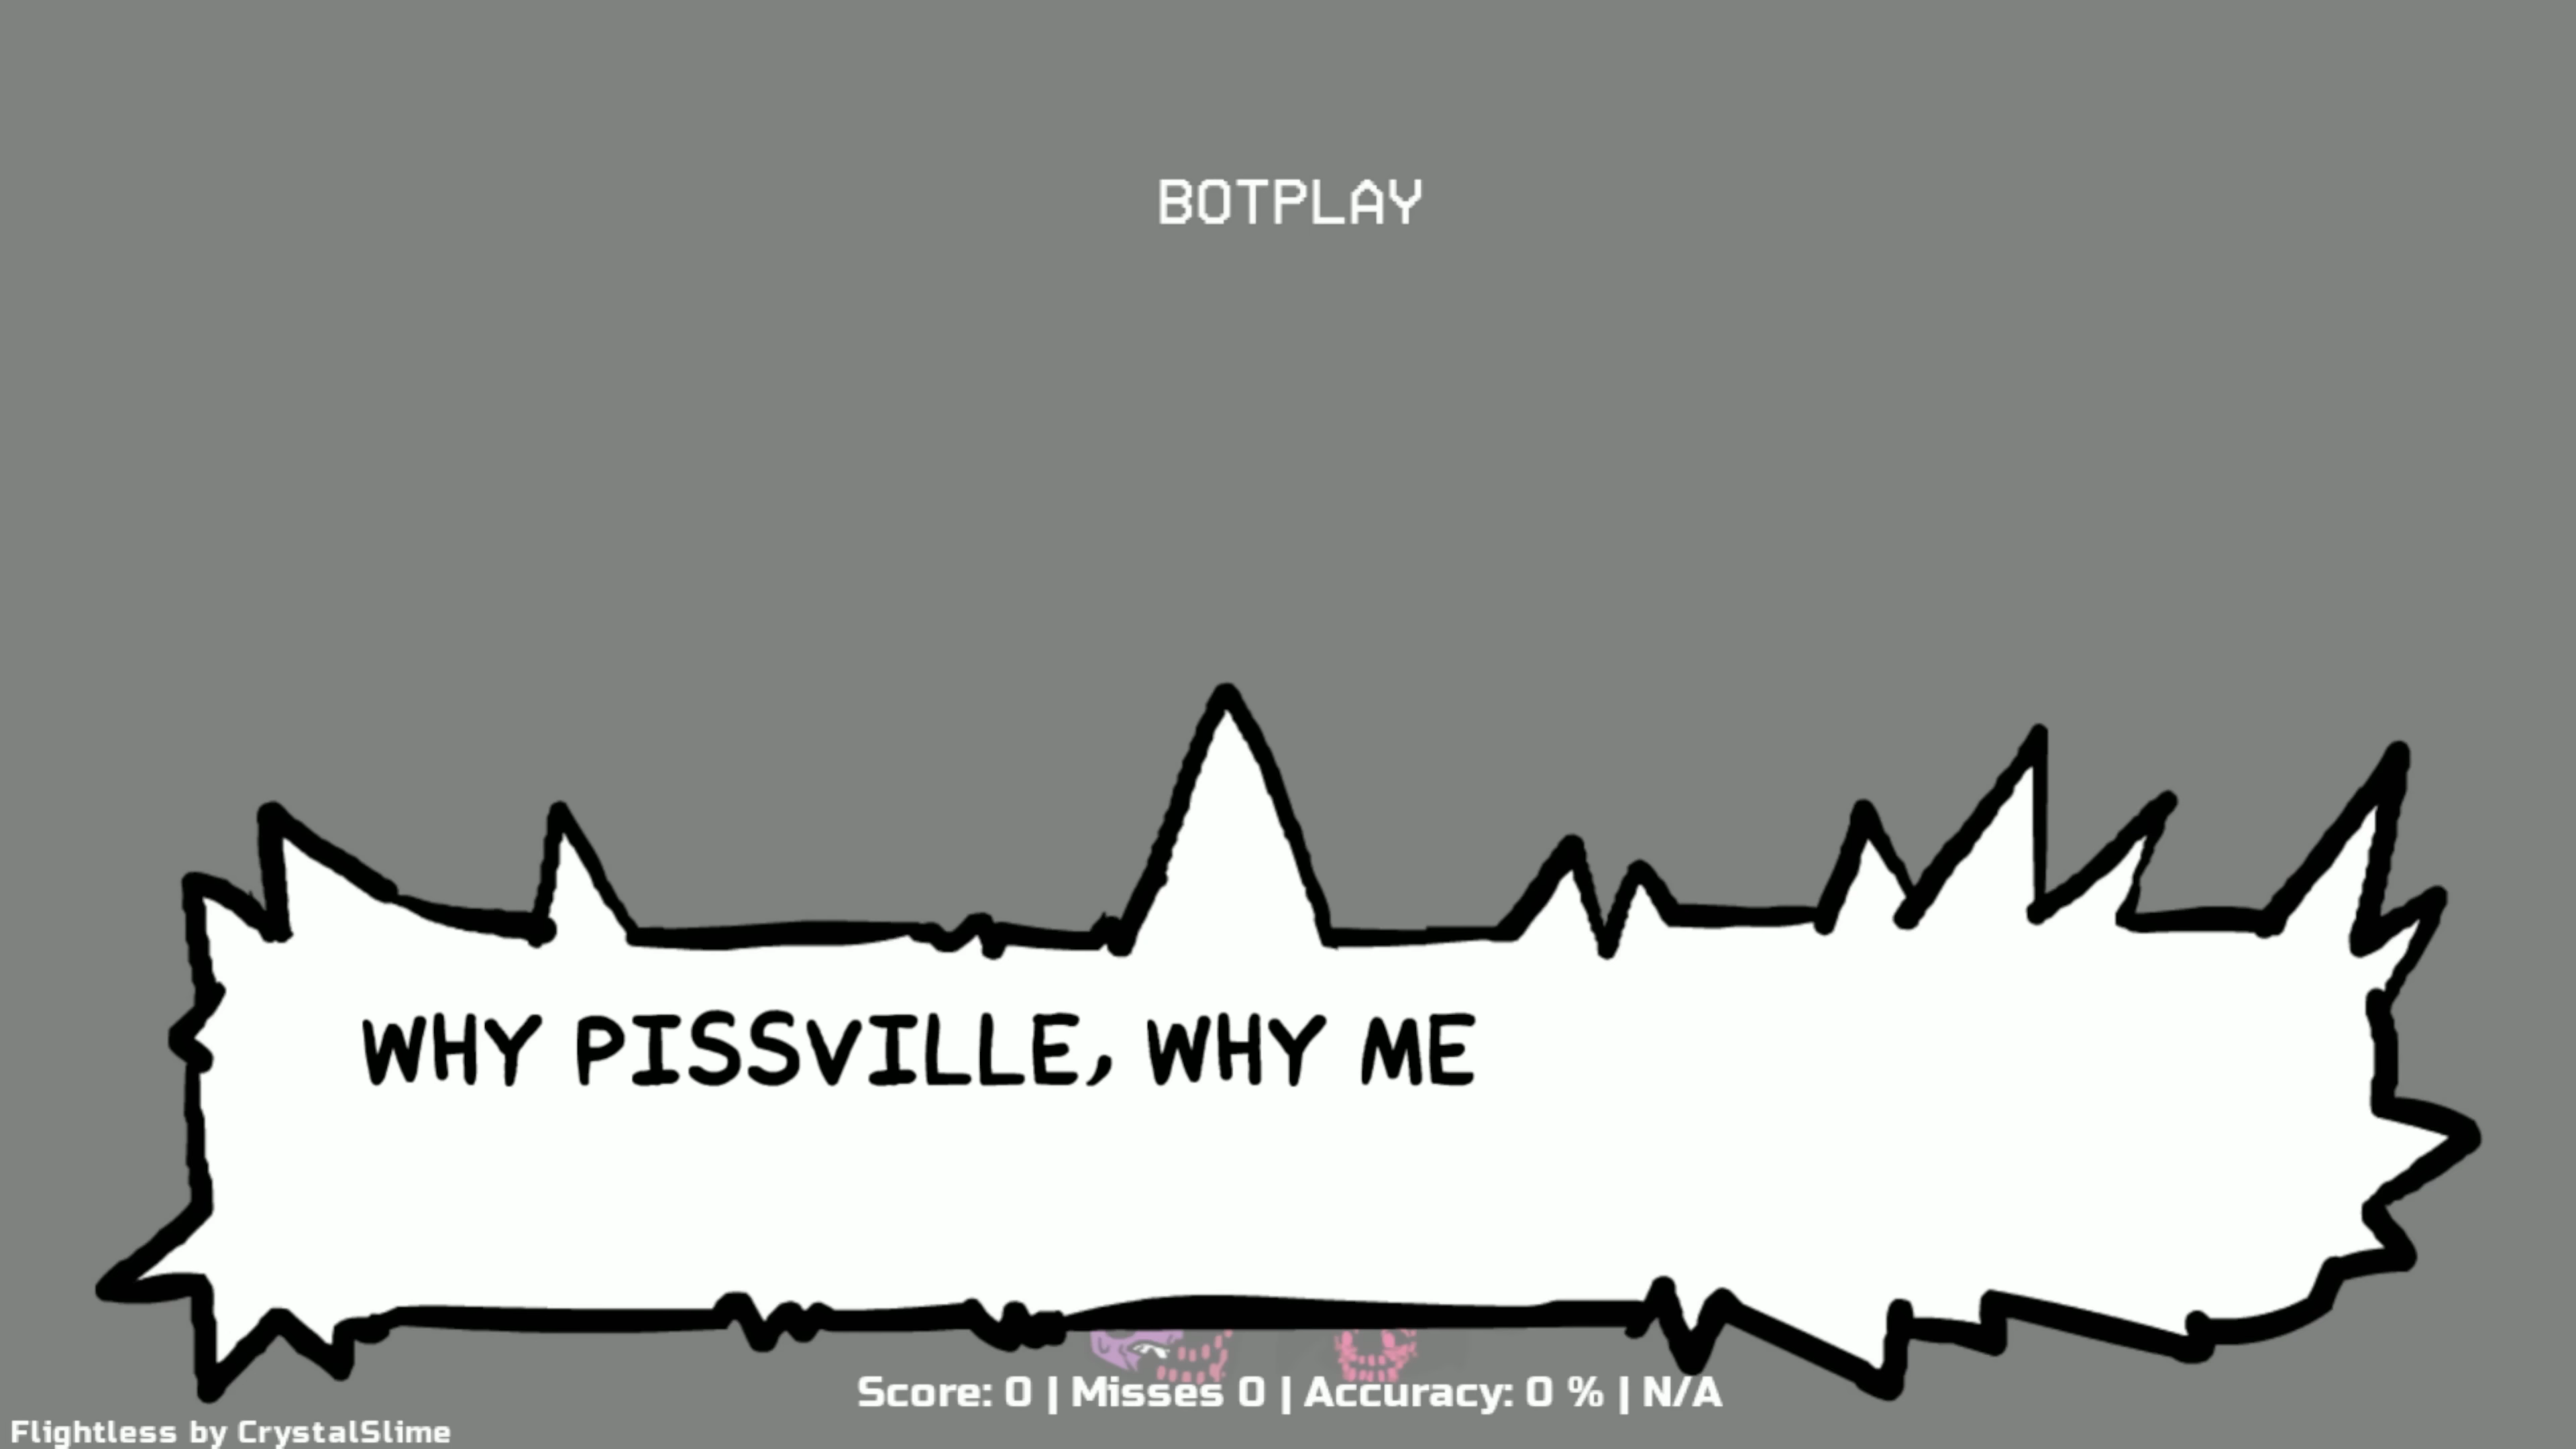 BOTPLAY
WHY PISSVILLE, WHY ME
Score: 0 | Misses 0 | Accuracy: 0 % | N/A
Flightless by CrystalSlime